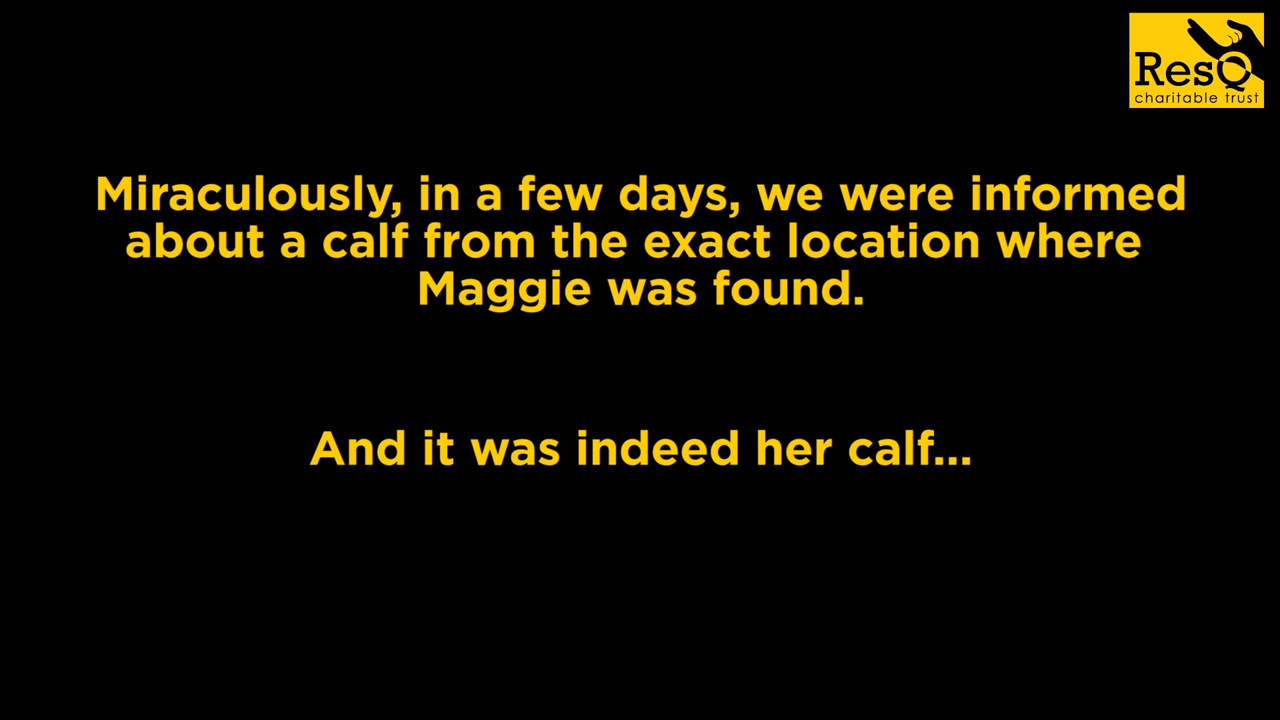 ResQ
charitable trust
Miraculously, in a few days, we were informed
about a calf from the exact location where
Maggie was found.
And it was indeed her calf...